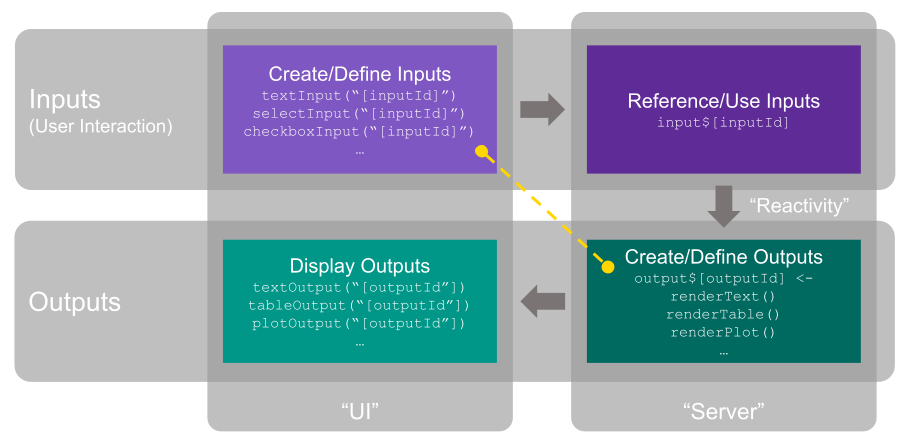 Inputs
(User Interaction)
Create/Define Inputs
textInput(“[inputId]”)
selectInput(“[inputId]”)
checkboxInput(“[inputId]”)
…
Reference/Use Inputs
input$[inputId]
“Reactivity”
Outputs
Display Outputs
textOutput(“[outputId”])
tableOutput(“[outputId”])
plotOutput(“[outputId”])
…
Create/Define Outputs
output$[outputId] <-
renderText()
renderTable()
renderPlot()
…
“UI”
“Server”